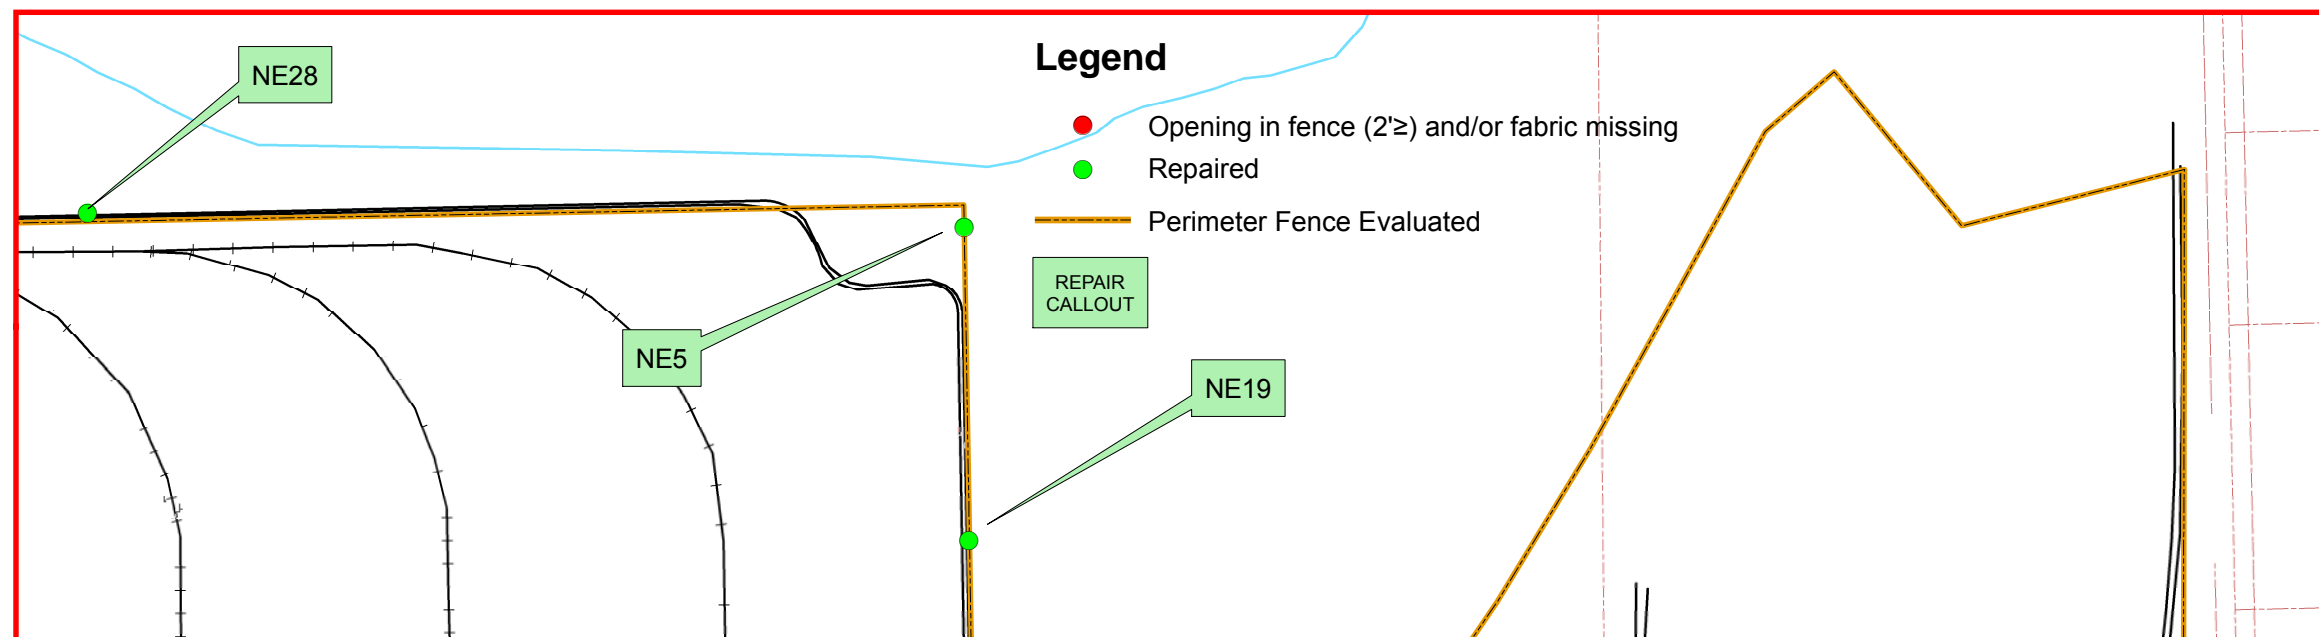 NE28
Legend
Opening in fence (2'≥) and/or fabric missing
Repaired
Perimeter Fence Evaluated
REPAIR
CALLOUT
NE5
NE19